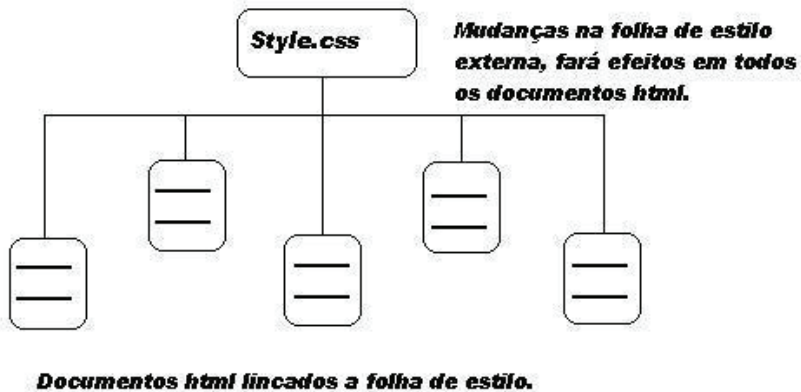 Style.css
Mudanças na folha de estilo
externa, fará efeitos em todos
os documentos html.
Documentos html lincados a folha de estilo.